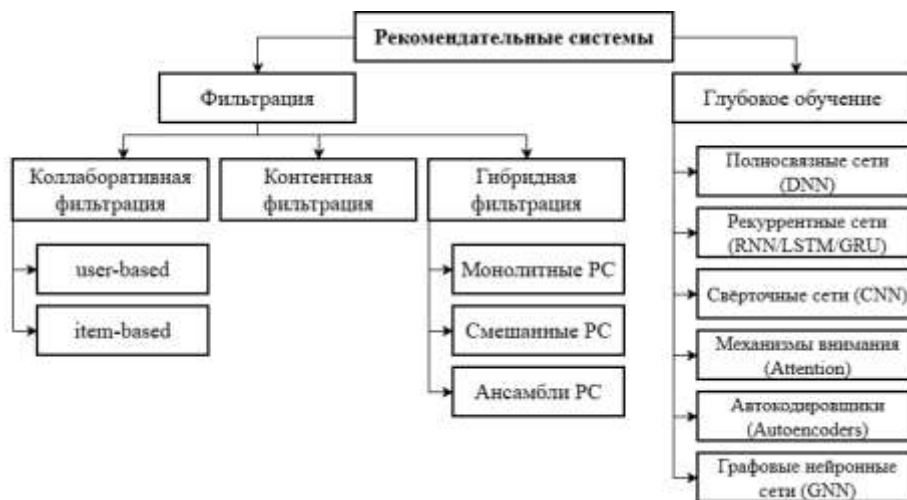 Рекомендательные системы
Фильтрация
Глубокое обучение
Коллаборативная
фильтрация
Контентная
фильтрация
Гибридная
фильтрация
user-based
item-based
Монолитные РС
Смешанные РС
Ансамбли РС
Полносвязные сети
(DNN)
Рекуррентные сети
(RNN/LSTM/GRU)
Свёрточные сети (CNN)
Механизмы внимания
(Attention)
Автокодировщики
(Autoencoders)
Графовые нейронные
сети (GNN)